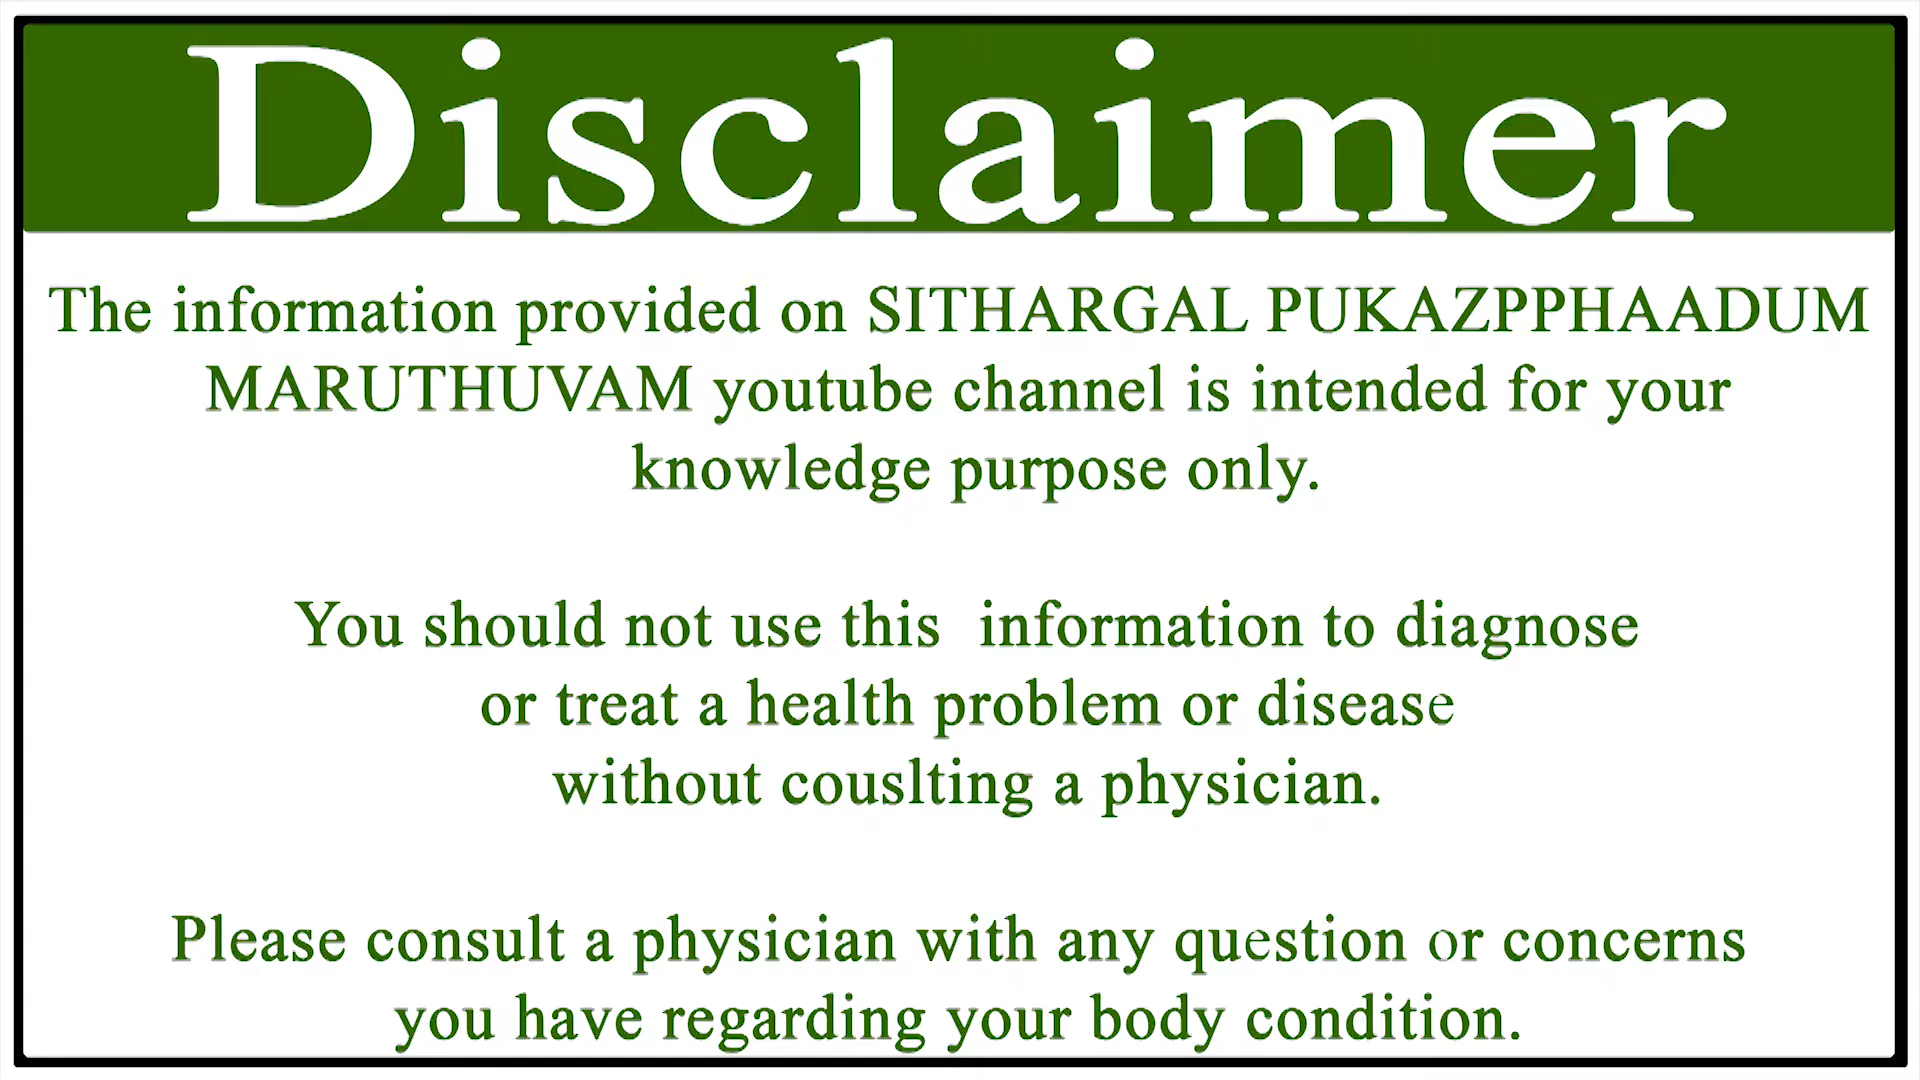 Disclaimer
The information provided on SITHARGAL PUKAZPPHAADUM
MARUTHUVAM youtube channel is intended for your
knowledge purpose only.
You should not use this information to diagnose
or treat a health problem or disease
without couslting a physician.
Please consult a physician with any question or concerns
you have regarding your body condition.